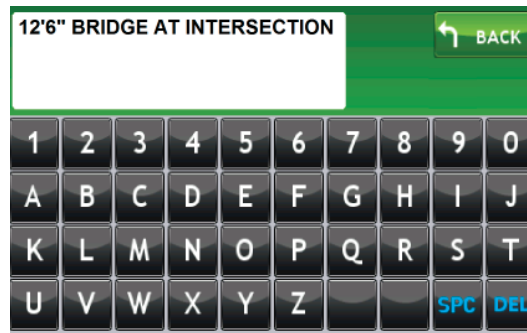 12'6" BRIDGE AT INTERSECTION
BACK
1 2 3 4 5 6 7 8 9 0
A B C D E F G H I J
K L M N O P Q R S T
U V W X Y Z SPC DEL